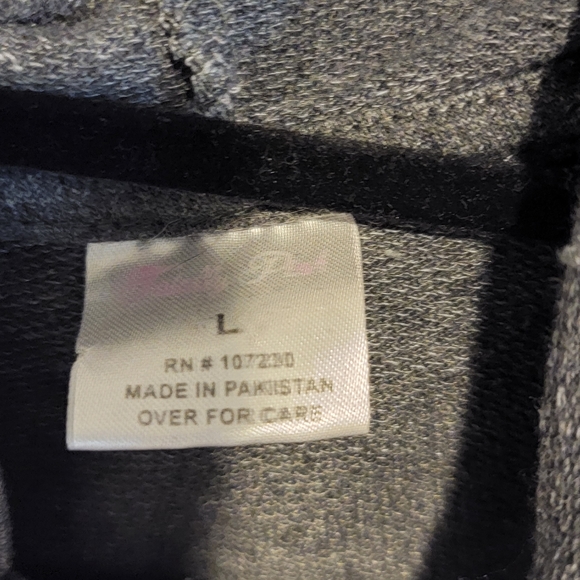 L
RN # 107230
MADE IN PAKISTAN
OVER FOR CARE